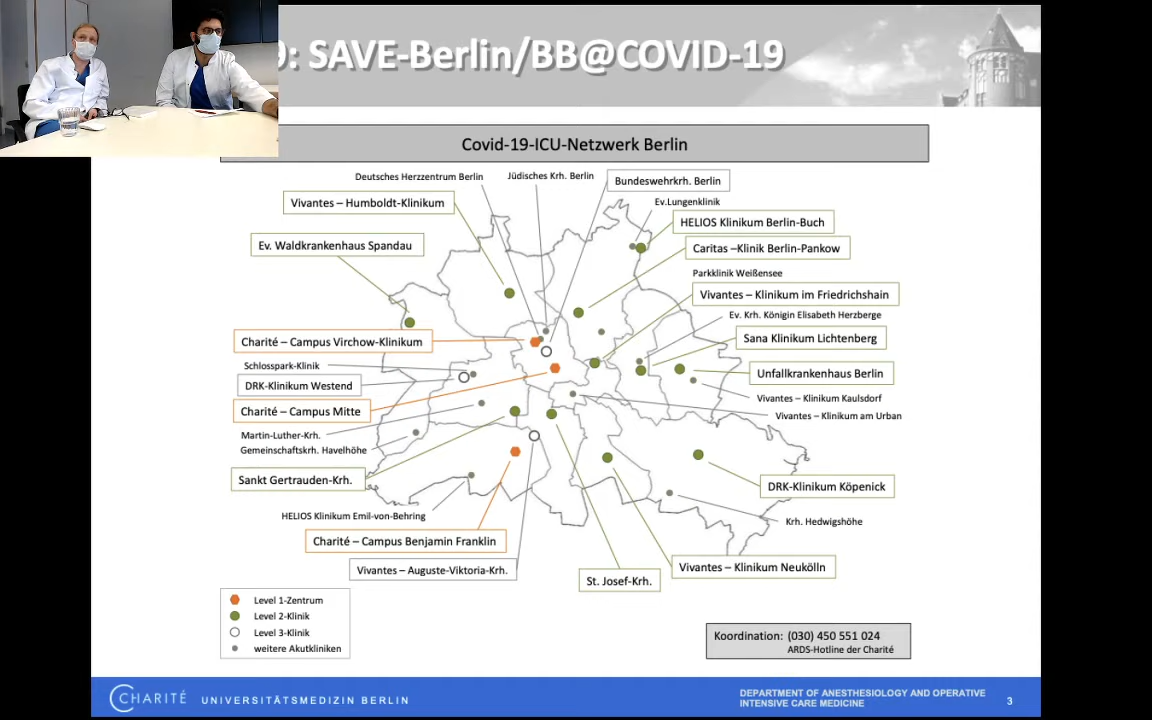 9: SAVE-Berlin/BB@COVID-19
Covid-19-ICU-Netzwerk Berlin
Deutsches Herzzentrum Berlin
Jüdisches Krh. Berlin
Bundeswehrkrh. Berlin
Vivantes – Humboldt-Klinikum
Ev.Lungenklinik
HELIOS Klinikum Berlin-Buch
Ev. Waldkrankenhaus Spandau
Caritas –Klinik Berlin-Pankow
Parkklinik Weißensee
Vivantes – Klinikum im Friedrichshain
Ev. Krh. Königin Elisabeth Herzberge
Charité – Campus Virchow-Klinikum
Sana Klinikum Lichtenberg
Schlosspark-Klinik
DRK-Klinikum Westend
Unfallkrankenhaus Berlin
Vivantes – Klinikum Kaulsdorf
Charité – Campus Mitte
Vivantes – Klinikum am Urban
Martin-Luther-Krh.
Gemeinschaftskrh. Havelhöhe
Sankt Gertrauden-Krh.
DRK-Klinikum Köpenick
HELIOS Klinikum Emil-von-Behring
Krh. Hedwigshöhe
Charité – Campus Benjamin Franklin
Vivantes – Auguste-Viktoria-Krh.
St. Josef-Krh.
Vivantes – Klinikum Neukölln
Level 1-Zentrum
Level 2-Klinik
Level 3-Klinik
weitere Akutkliniken
Koordination: (030) 450 551 024
ARDS-Hotline der Charité
CHARITÉ UNIVERSITÄTSMEDIZIN BERLIN
DEPARTMENT OF ANESTHESIOLOGY AND OPERATIVE
INTENSIVE CARE MEDICINE
3